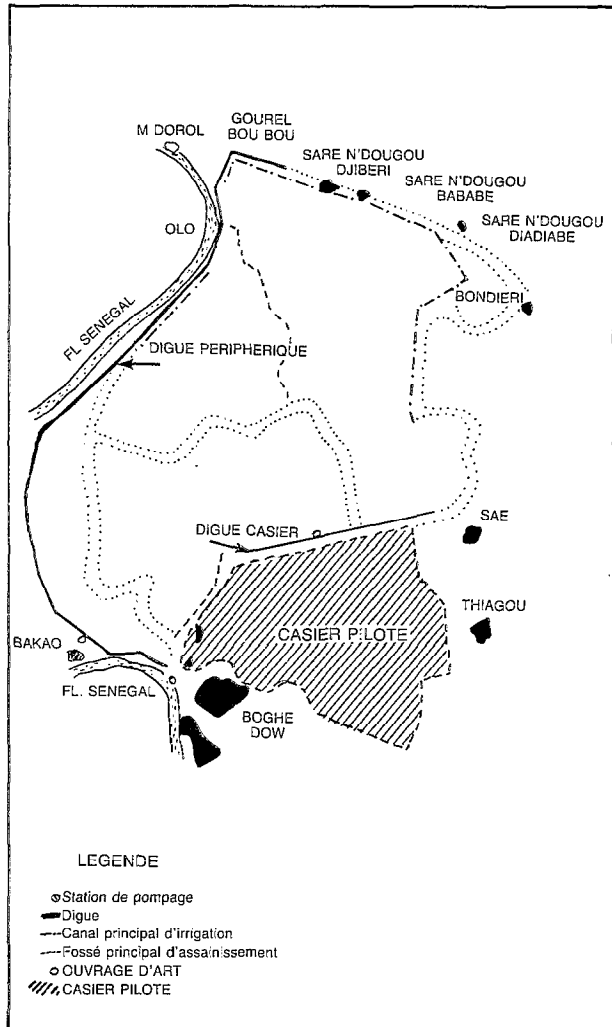 GOUREL
BOU BOU
M DOROL
SARE N'DOUGOU
DJIBERI
SARE N'DOUGOU
BABABE
SARE N'DOUGOU
DIADIABE
OLO
BONDIERI
FL SENEGAL
DIGUE PERIPHERIQUE
DIGUE CASIER
SAE
CASIER PILOTE
THIAGOU
BAKAO
FL. SENEGAL
BOGHE
DOW
LEGENDE
Station de pompage
Digue
Canal principal d'irrigation
Fossé principal d'assainissement
OUVRAGE D'ART
CASIER PILOTE